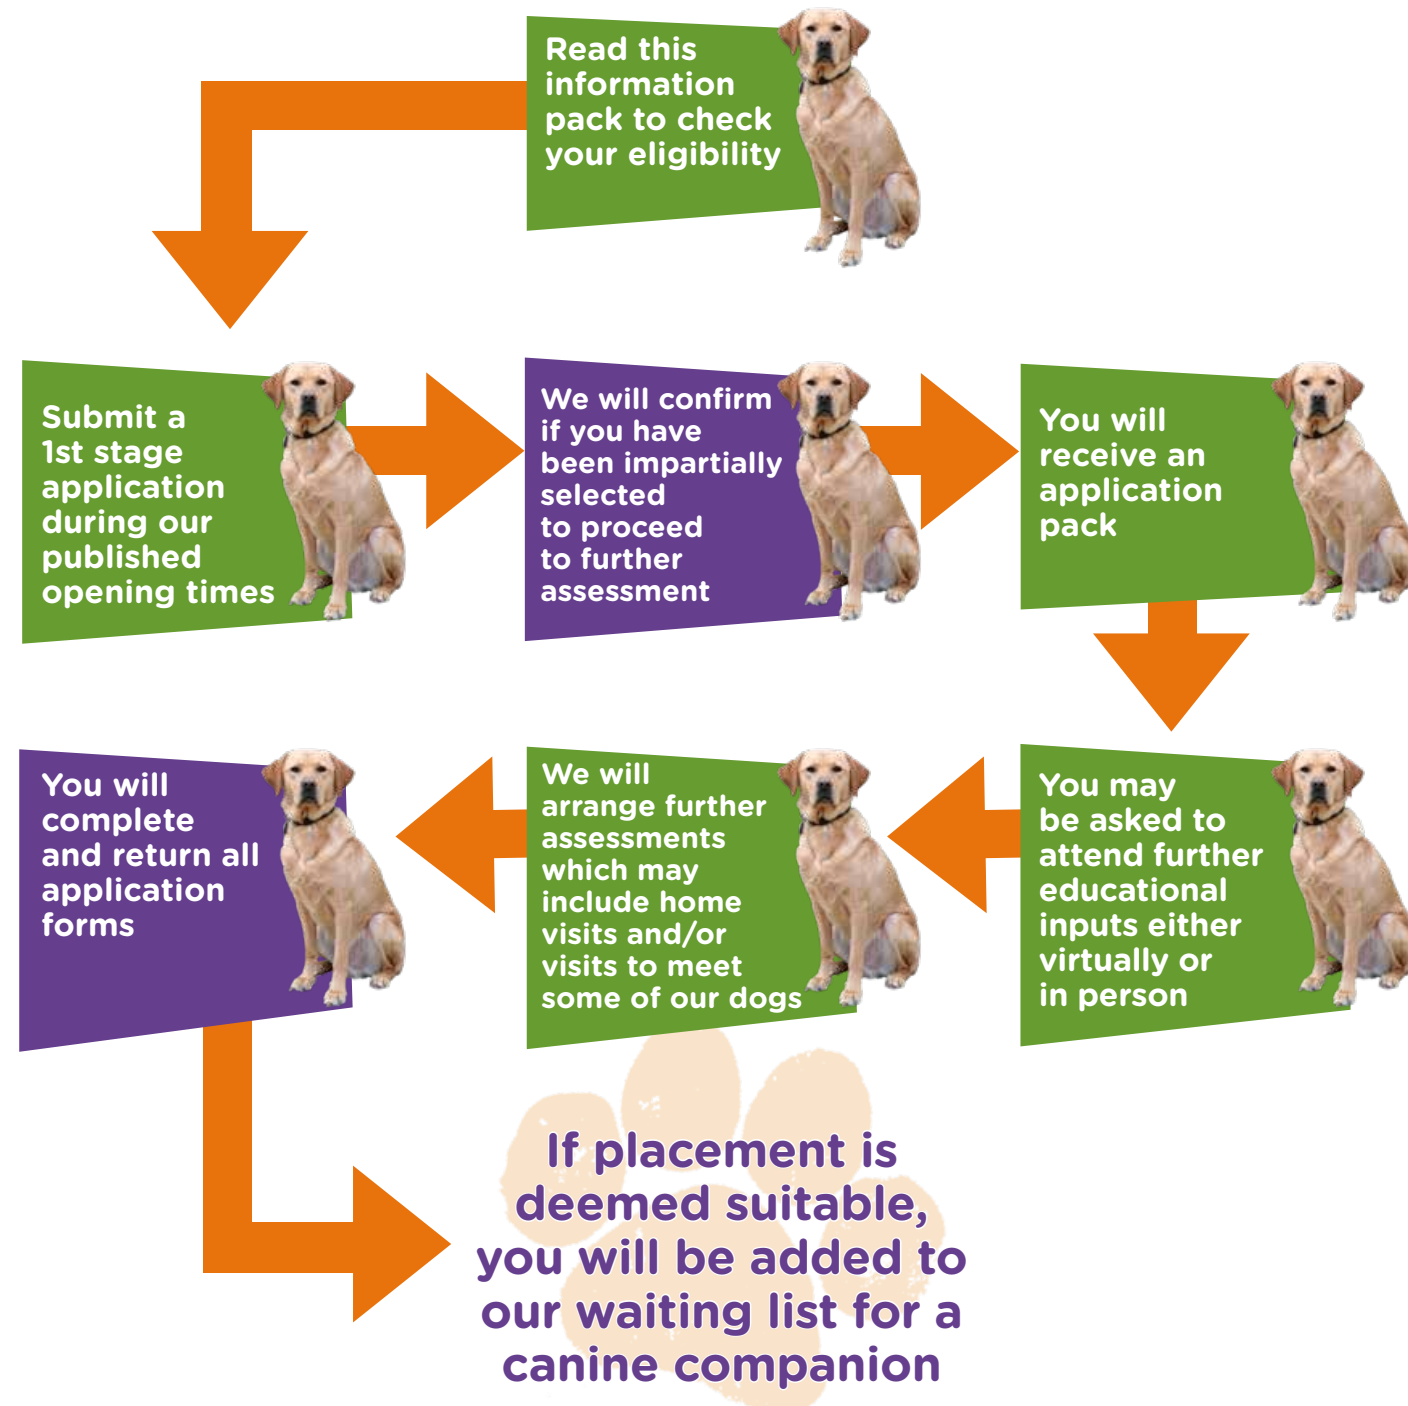 Read this
information
pack to check
your eligibility
Submit a
1st stage
application
during our
published
opening times
We will confirm
if you have
been impartially
selected
to proceed
to further
assessment
You will
receive an
application
pack
You may
be asked to
attend further
educational
inputs either
virtually or
in person
We will
arrange further
assessments
which may
include home
visits and/or
visits to meet
some of our dogs
You will
complete
and return all
application
forms
If placement is
deemed suitable,
you will be added to
our waiting list for a
canine companion